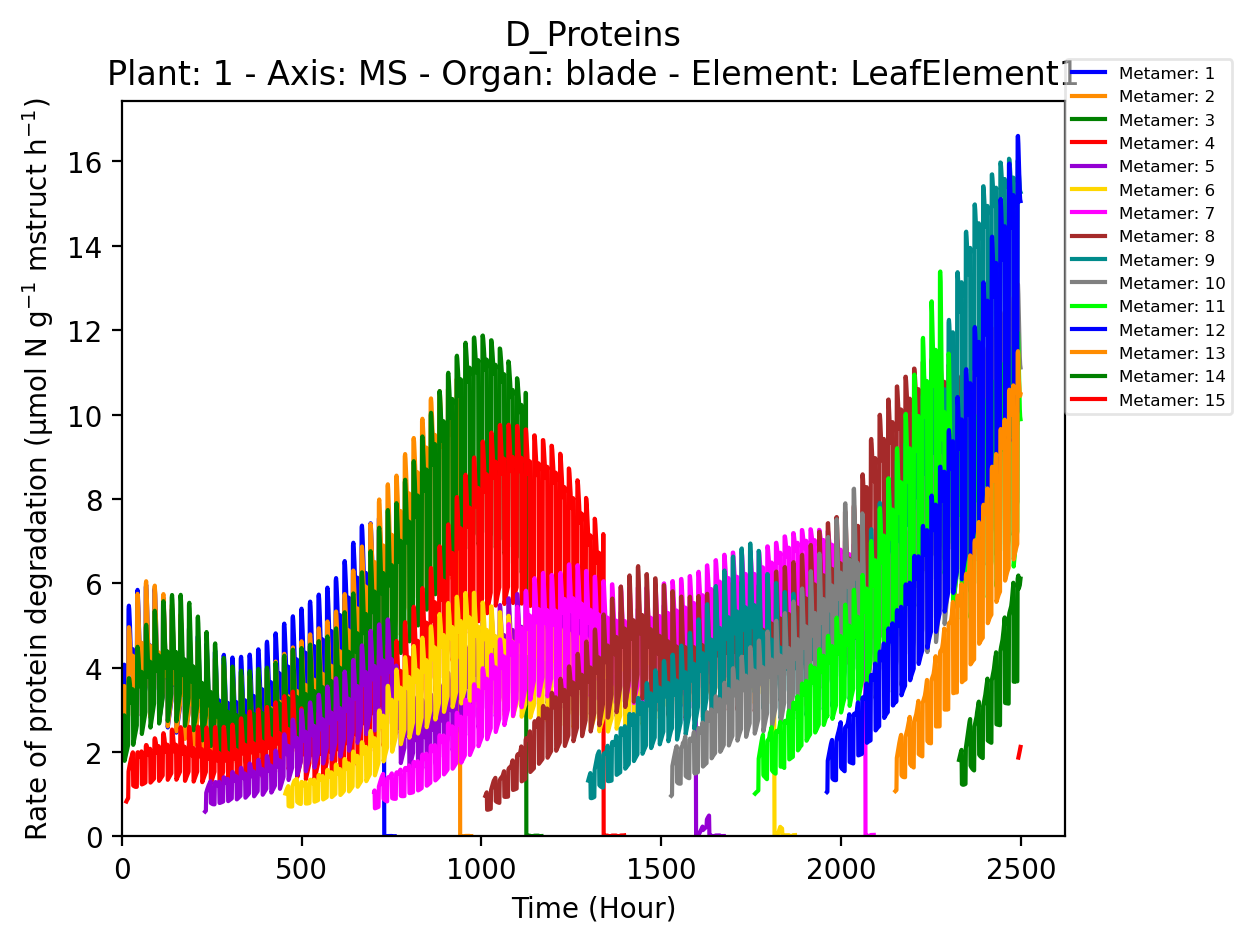 D_Proteins
Plant: 1 - Axis: MS - Organ: blade - Element: LeafElement1
Rate of protein degradation (µmol N g⁻¹ mstruct h⁻¹)
16
14
12
10
8
6
4
2
0
0 500 1000 1500 2000 2500
Time (Hour)
Metamer: 1
Metamer: 2
Metamer: 3
Metamer: 4
Metamer: 5
Metamer: 6
Metamer: 7
Metamer: 8
Metamer: 9
Metamer: 10
Metamer: 11
Metamer: 12
Metamer: 13
Metamer: 14
Metamer: 15